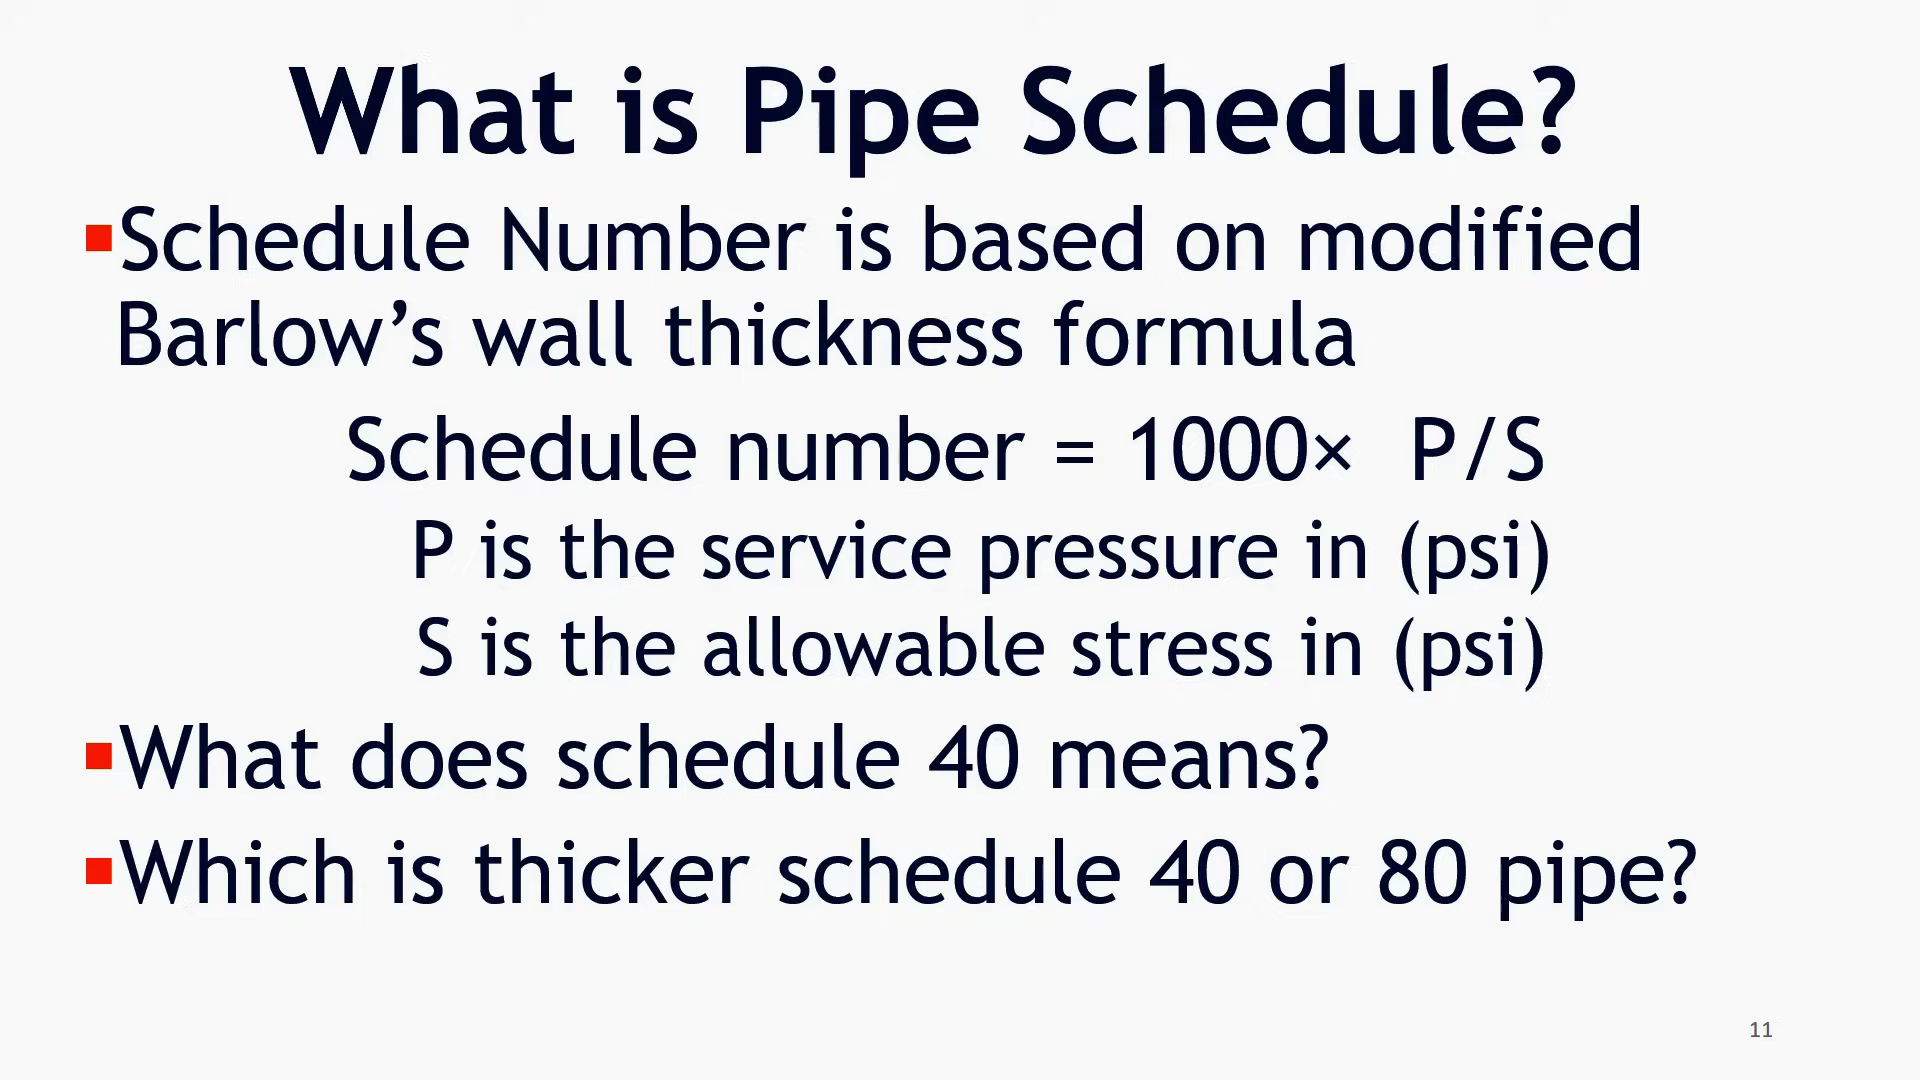 What is Pipe Schedule?
▪Schedule Number is based on modified
Barlow’s wall thickness formula
Schedule number = 1000× P/S
P is the service pressure in (psi)
S is the allowable stress in (psi)
▪What does schedule 40 means?
▪Which is thicker schedule 40 or 80 pipe?
11